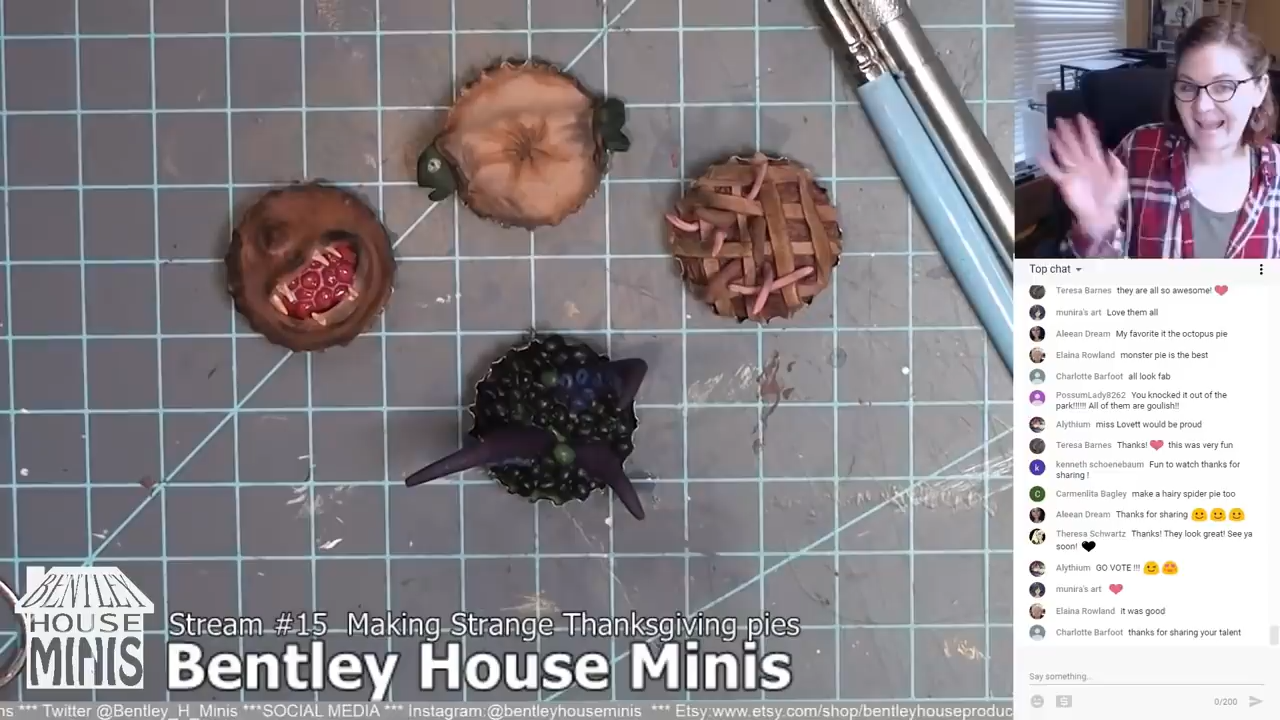 Top chat
Teresa Barnes they are all so awesome!
munira's art Love them all
Aleean Dream My favorite it the octopus pie
Elaina Rowland monster pie is the best
Charlotte Barfoot all look fab
PossumLady8262 You knocked it out of the
park!!!!!! All of them are goulish!!
Alythium miss Lovett would be proud
Teresa Barnes Thanks! this was very fun
k
kenneth schoenebaum Fun to watch thanks for
sharing !
C
Carmenlita Bagley make a hairy spider pie too
Aleean Dream Thanks for sharing
Theresa Schwartz Thanks! They look great! See ya
soon!
Alythium GO VOTE !!!
munira's art
Elaina Rowland it was good
Charlotte Barfoot thanks for sharing your talent
Say something...
0/200
BENTLEY
HOUSE
MINIS
Stream #15 Making Strange Thanksgiving pies
Bentley House Minis
ns *** Twitter @Bentley_H_Minis ***SOCIAL MEDIA *** Instagram:@bentleyhouseminis *** Etsy:www.etsy.com/shop/bentleyhouseproduc